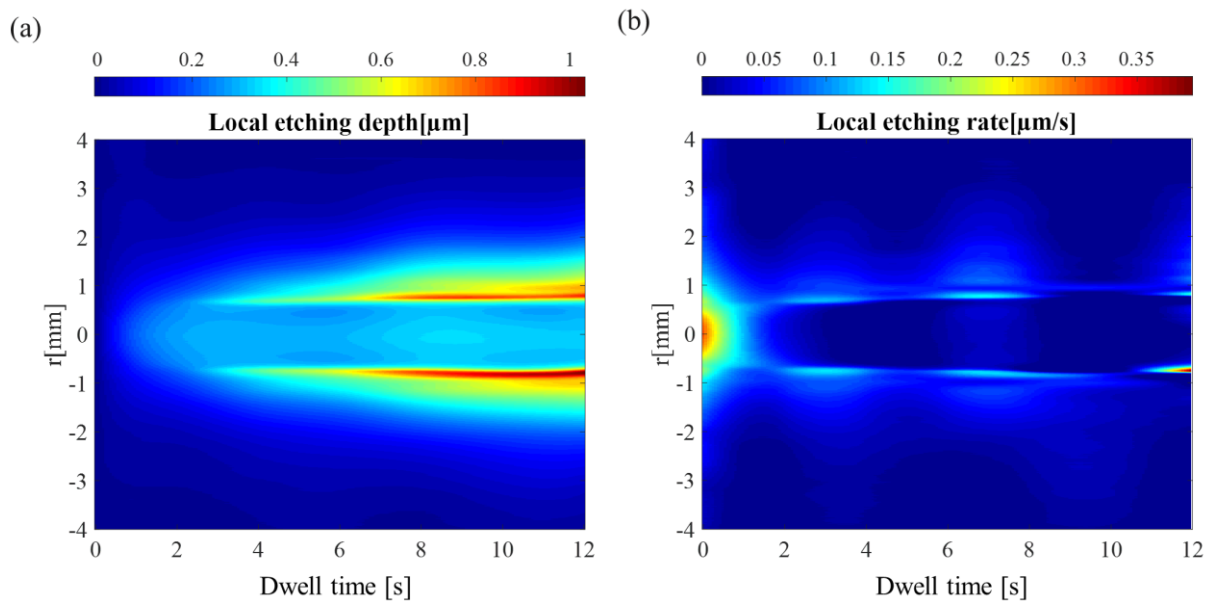 (a)
0 0.2 0.4 0.6 0.8 1
Local etching depth[µm]
4
3
2
1
0
-1
-2
-3
-4
r[mm]
0 2 4 6 8 10 12
Dwell time [s]
(b)
0 0.05 0.1 0.15 0.2 0.25 0.3 0.35
Local etching rate[µm/s]
4
3
2
1
0
-1
-2
-3
-4
r[mm]
0 2 4 6 8 10 12
Dwell time [s]